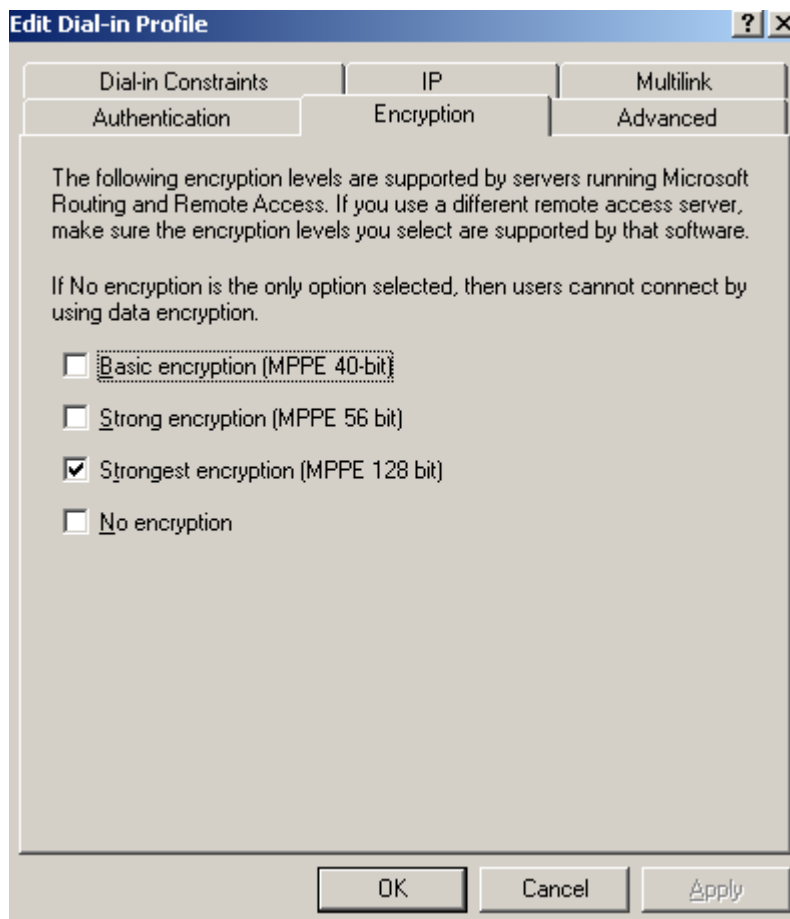 Edit Dial-in Profile
Dial-in Constraints IP Multilink
Authentication Encryption Advanced
The following encryption levels are supported by servers running Microsoft
Routing and Remote Access. If you use a different remote access server,
make sure the encryption levels you select are supported by that software.
If No encryption is the only option selected, then users cannot connect by
using data encryption.
Basic encryption (MPPE 40-bit)
Strong encryption (MPPE 56 bit)
Strongest encryption (MPPE 128 bit)
No encryption
OK Cancel Apply